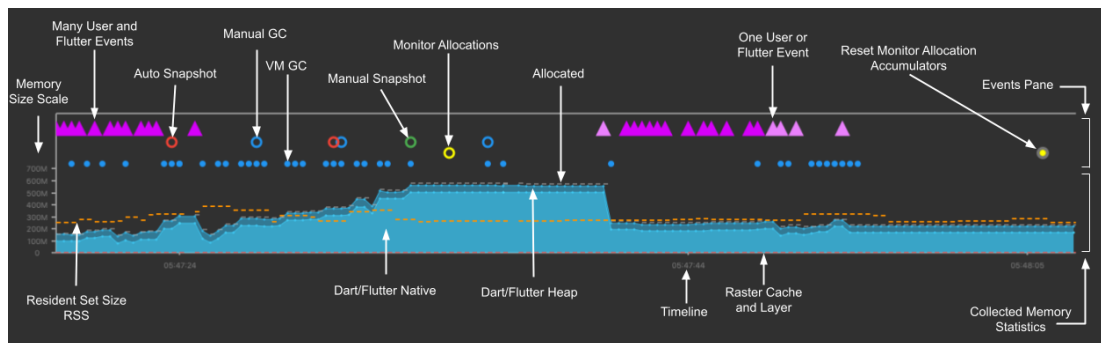 Many User and
Flutter Events
Manual GC
Monitor Allocations
One User or
Flutter Event
Reset Monitor Allocation
Accumulators
Auto Snapshot
VM GC
Manual Snapshot
Allocated
Memory
Size Scale
Events Pane
700M
600M
500M
400M
300M
200M
100M
0
05:47:24
05:47:44
05:48:05
Resident Set Size
RSS
Dart/Flutter Native
Dart/Flutter Heap
Timeline
Raster Cache
and Layer
Collected Memory
Statistics